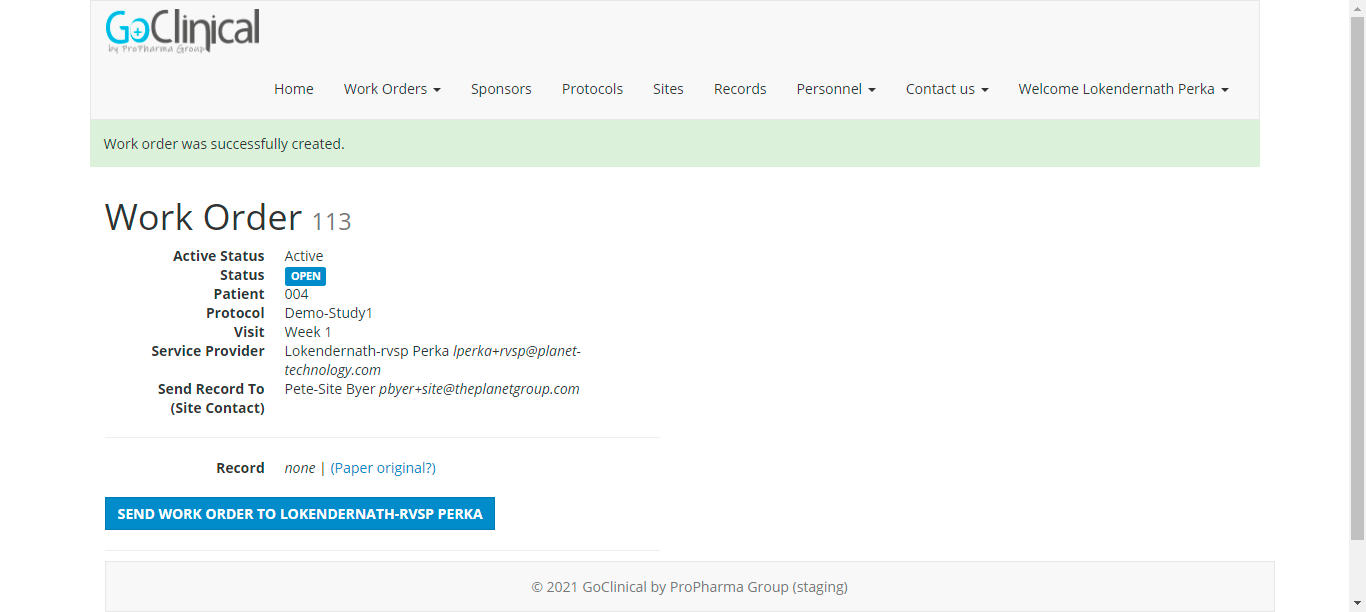 GoClinical
by ProPharma Group
Home Work Orders Sponsors Protocols Sites Records Personnel Contact us Welcome Lokendernath Perka
Work order was successfully created.
Work Order 113
Active Status Active
Status OPEN
Patient 004
Protocol Demo-Study1
Visit Week 1
Service Provider Lokendernath-rvsp Perka lperka+rvsp@planet-
technology.com
Send Record To Pete-Site Byer pbyer+site@theplanetgroup.com
(Site Contact)
Record none | (Paper original?)
SEND WORK ORDER TO LOKENDERNATH-RVSP PERKA
© 2021 GoClinical by ProPharma Group (staging)